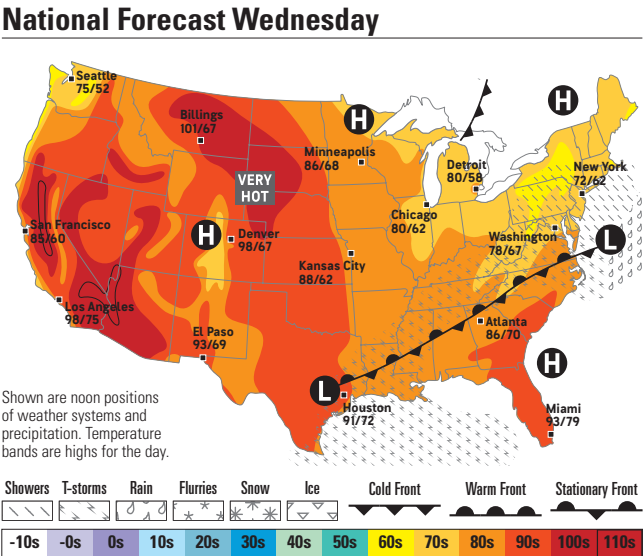 National Forecast Wednesday
Seattle
75/52
Billings
101/67
H
H
Minneapolis
86/68
Detroit
80/58
New York
72/62
VERY
HOT
Chicago
80/62
San Francisco
85/60
H
Denver
98/67
Washington
78/67
L
Kansas City
88/62
Los Angeles
98/75
El Paso
93/69
Atlanta
86/70
H
L
Houston
91/72
Miami
93/79
Shown are noon positions
of weather systems and
precipitation. Temperature
bands are highs for the day.
Showers T-storms Rain Flurries Snow Ice Cold Front Warm Front Stationary Front
-10s -0s 0s 10s 20s 30s 40s 50s 60s 70s 80s 90s 100s 110s